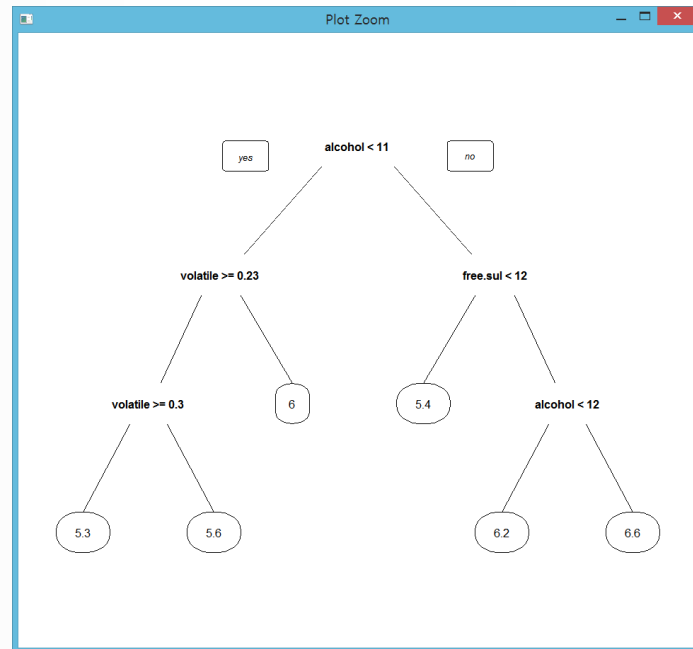 Plot Zoom
yes
alcohol < 11
no
volatile >= 0.23
free.sul < 12
volatile >= 0.3
6
5.4
alcohol < 12
5.3
5.6
6.2
6.6